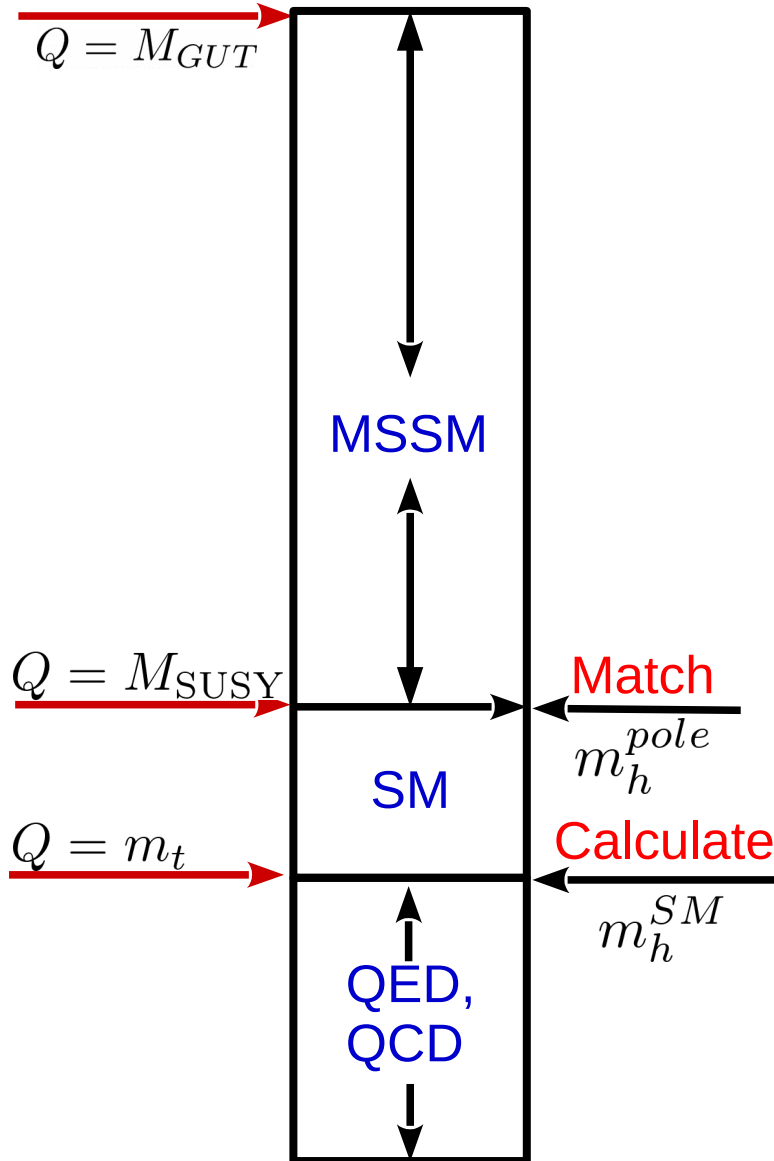 Q = M_{GUT}
MSSM
Q = M_{SUSY}
Match
m_h^{pole}
SM
Q = m_t
Calculate
m_h^{SM}
QED,
QCD